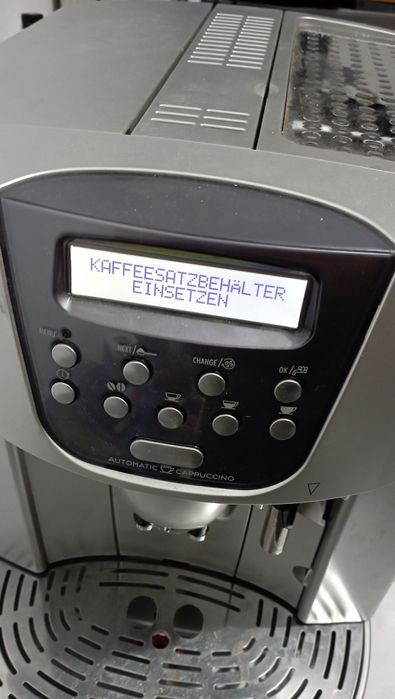 KAFFEESATZBEHÄLTER
EINSETZEN
MENU
NEXT/
CHANGE/
OK/
AUTOMATIC CAPPUCCINO